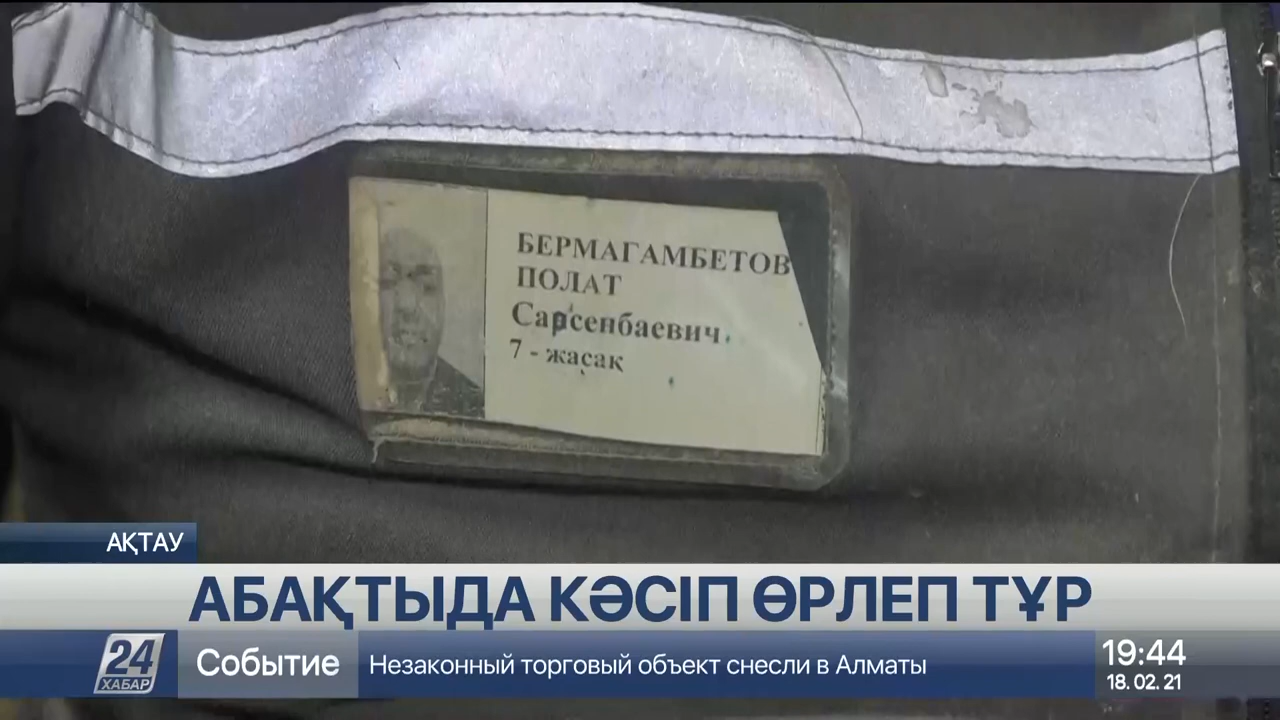 БЕРМАГАМБЕТОВ
ПОЛАТ
Сарсенбаевич
7 - жасақ
АҚТАУ
АБАҚТЫДА КӘСІП ӨРЛЕП ТҰР
24
ХАБАР
Событие
Незаконный торговый объект снесли в Алматы
19:44
18. 02. 21